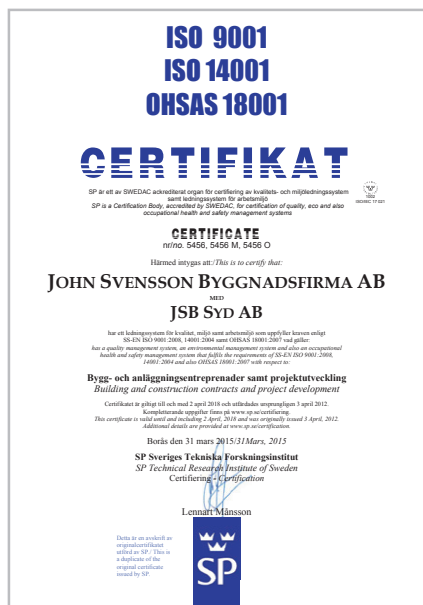 ISO 9001
ISO 14001
OHSAS 18001
CERTIFIKAT
SP är ett av SWEDAC ackrediterat organ för certifiering av kvalitets- och miljöledningssystem
samt ledningssystem för arbetsmiljö
SP is a Certification Body, accredited by SWEDAC, for certification of quality, eco and also
occupational health and safety management systems
1002
ISO/IEC 17 021
CERTIFICATE
nr/no. 5456, 5456 M, 5456 O
Härmed intygas att:/This is to certify that:
JOHN SVENSSON BYGGNADSFIRMA AB
MED
JSB SYD AB
har ett ledningssystem för kvalitet, miljö samt arbetsmiljö som uppfyller kraven enligt
SS-EN ISO 9001:2008, 14001:2004 samt OHSAS 18001:2007 vad gäller:
has a quality management system, an environmental management system and also an occupational
health and safety management system that fulfils the requirements of SS-EN ISO 9001:2008,
14001:2004 and also OHSAS 18001:2007 with respect to:
Bygg- och anläggningsentreprenader samt projektutveckling
Building and construction contracts and project development
Certifikatet är giltigt till och med 2 april 2018 och utfärdades ursprungligen 3 april 2012.
Kompletterande uppgifter finns på www.sp.se/certifiering.
This certificate is valid until and including 2 April, 2018 and was originally issued 3 April, 2012.
Additional details are provided at www.sp.se/certification.
Borås den 31 mars 2015/31Mars, 2015
SP Sveriges Tekniska Forskningsinstitut
SP Technical Research Institute of Sweden
Certifiering - Certification
Lennart Månsson
Detta är en avskrift av
originalcertifikatet
utförd av SP / This is
a duplicate of the
original certificate
issued by SP.
SP